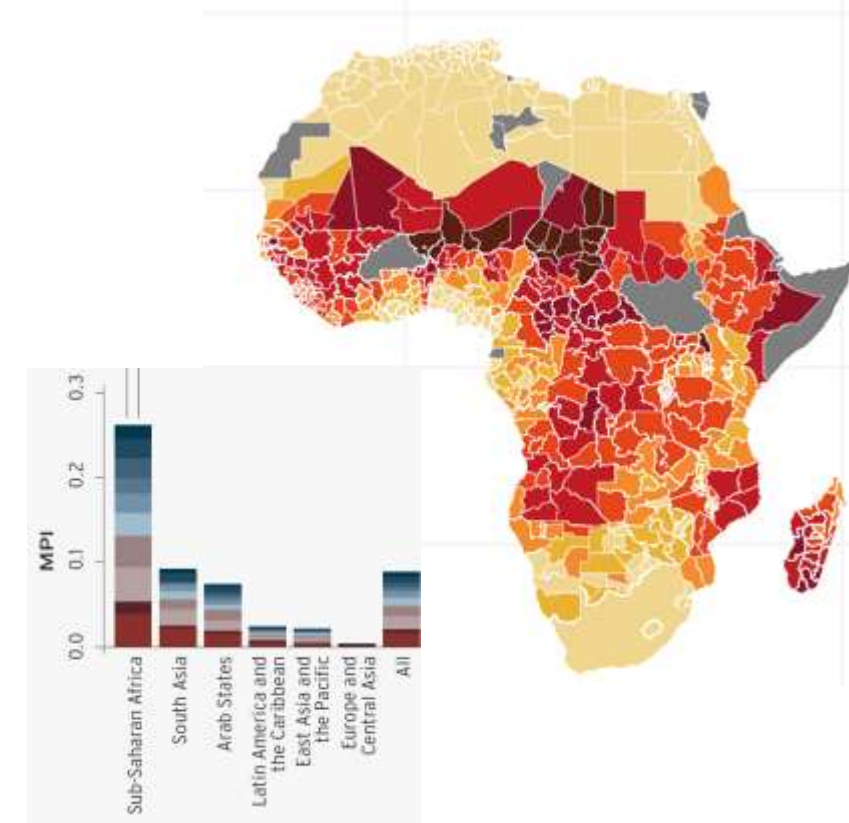 MPI
0.3
0.2
0.1
0.0
Sub-Saharan Africa
South Asia
Arab States
Latin America and
the Caribbean
East Asia and
the Pacific
Europe and
Central Asia
All